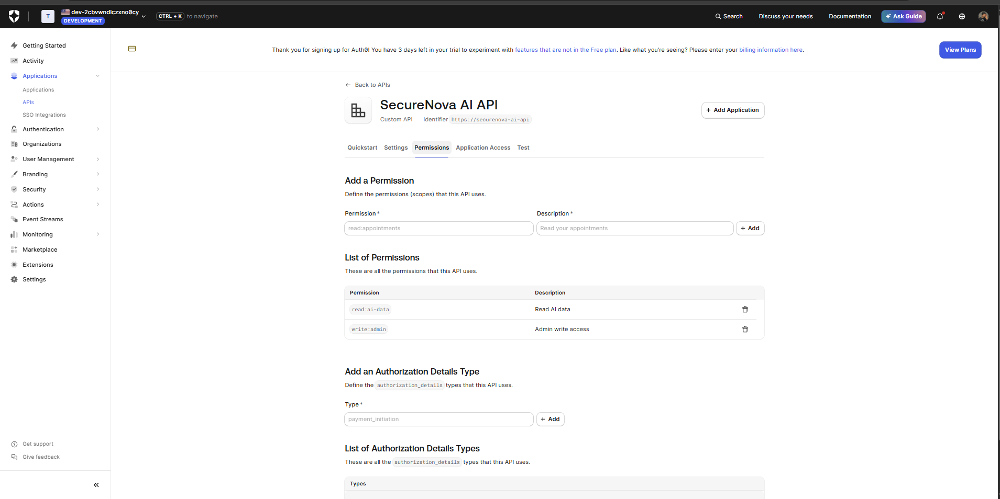 T
dev-2cbvwndlczxno0cy
DEVELOPMENT
CTRL + K to navigate
Search
Discuss your needs
Documentation
Ask Guide
Getting Started
Activity
Applications
Applications
APIs
SSO Integrations
Authentication
Organizations
User Management
Branding
Security
Actions
Event Streams
Monitoring
Marketplace
Extensions
Settings
Get support
Give feedback
Thank you for signing up for Auth0! You have 3 days left in your trial to experiment with features that are not in the Free plan. Like what you're seeing? Please enter your billing information here.
View Plans
Back to APIs
SecureNova AI API
Custom API Identifier https://securenova-ai-api
+ Add Application
Quickstart Settings Permissions Application Access Test
Add a Permission
Define the permissions (scopes) that this API uses.
Permission * Description *
read:appointments Read your appointments + Add
List of Permissions
These are all the permissions that this API uses.
Permission Description
read:ai-data Read AI data
write:admin Admin write access
Add an Authorization Details Type
Define the authorization_details types that this API uses.
Type *
payment_initiation + Add
List of Authorization Details Types
These are all the authorization_details types that this API uses.
Types